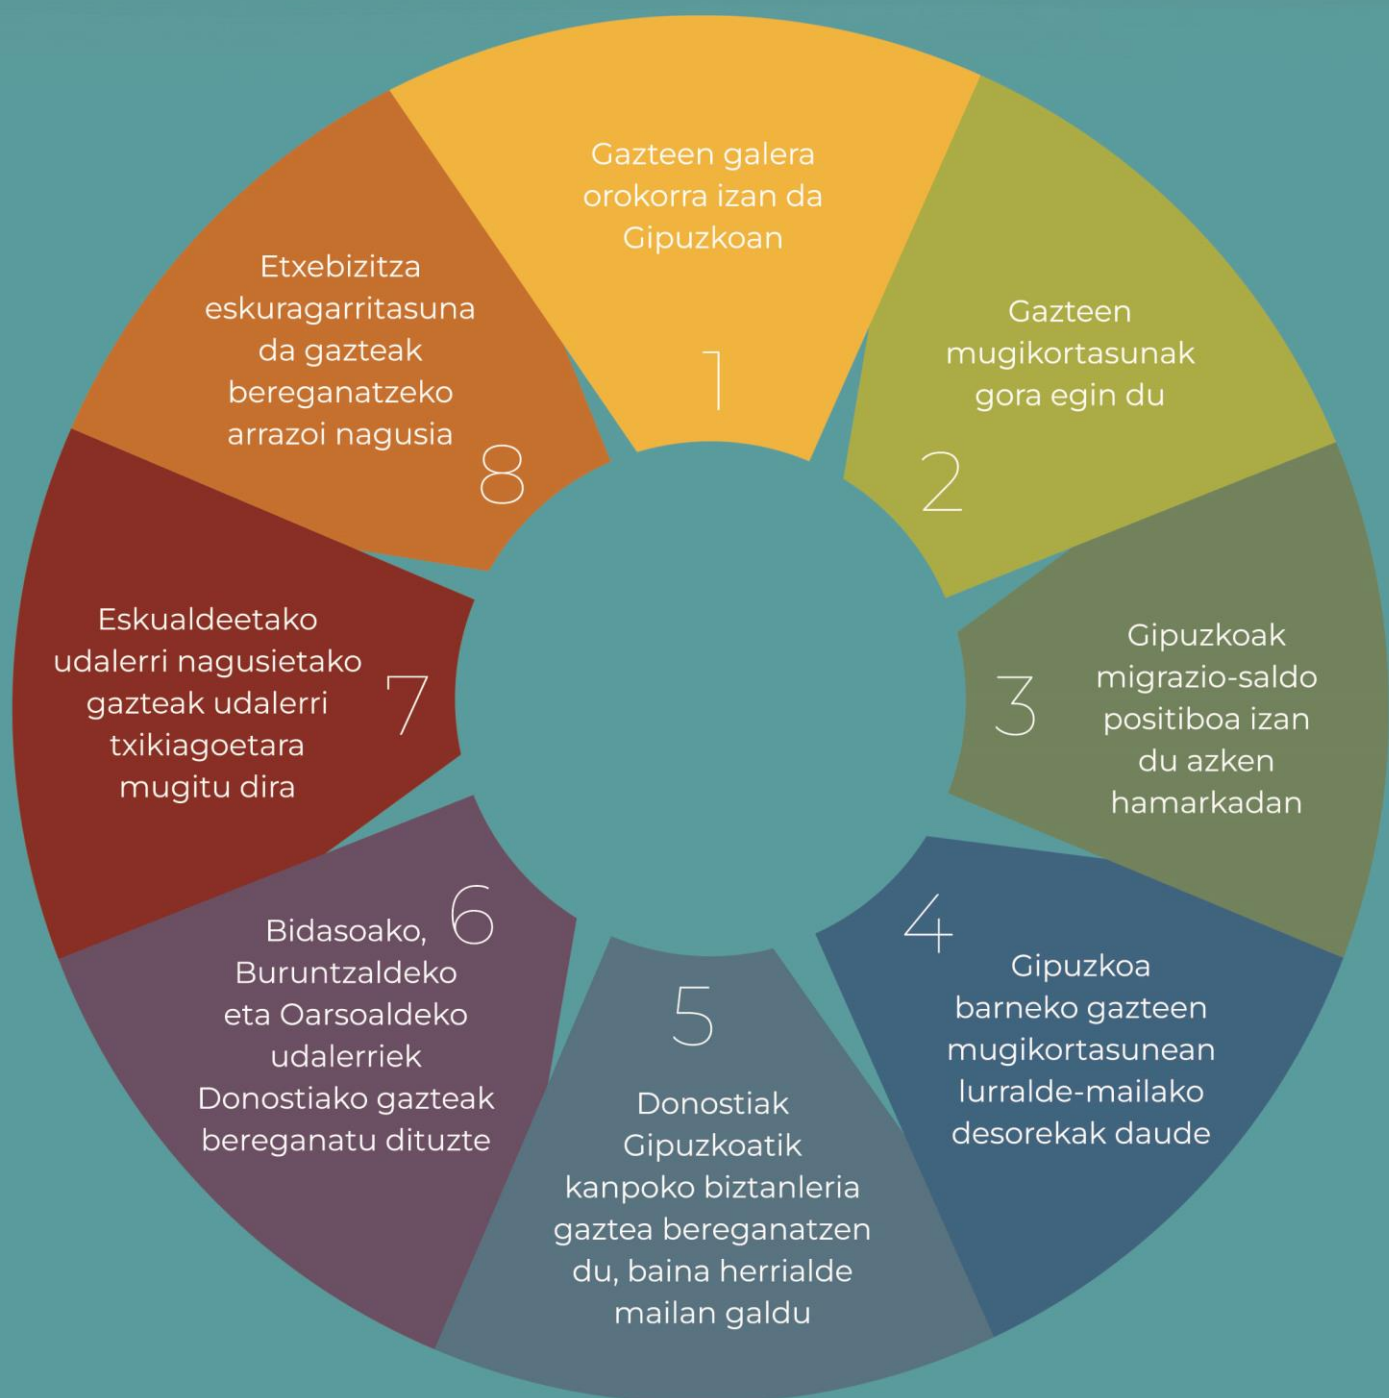 Gazteen galera
orokorra izan da
Gipuzkoan
1
Gazteen
mugikortasunak
gora egin du
2
Gipuzkoak
migrazio-saldo
positiboa izan
du azken
hamarkadan
3
4
Gipuzkoa
barneko gazteen
mugikortasunean
lurralde-mailako
desorekak daude
5
Donostiak
Gipuzkoatik
kanpoko biztanleria
gaztea bereganatzen
du, baina herrialde
mailan galdu
6
Bidasoako,
Buruntzaldeko
eta Oarsoaldeko
udalerriek
Donostiako gazteak
bereganatu dituzte
Eskualdeetako
udalerri nagusietako
gazteak udalerri
txikiagoetara
mugitu dira
7
Etxebizitza
eskuragarritasuna
da gazteak
bereganatzeko
arrazoi nagusia
8